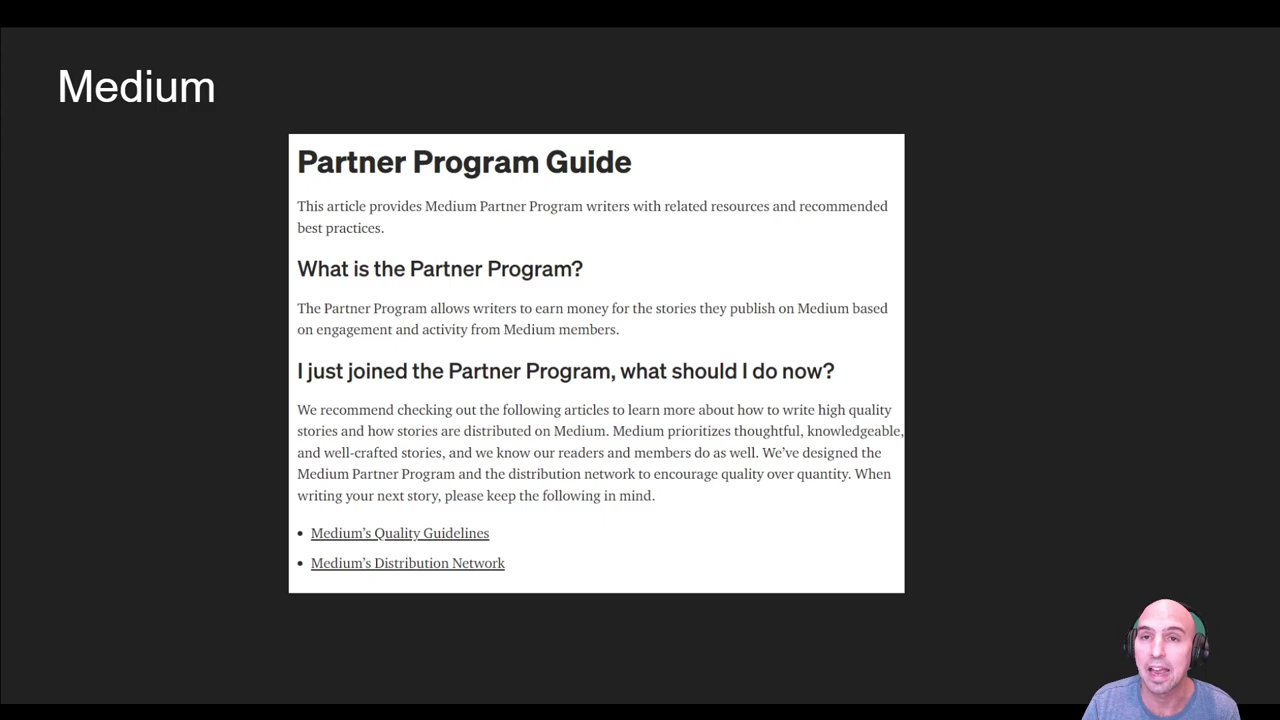 Medium
Partner Program Guide
This article provides Medium Partner Program writers with related resources and recommended
best practices.
What is the Partner Program?
The Partner Program allows writers to earn money for the stories they publish on Medium based
on engagement and activity from Medium members.
I just joined the Partner Program, what should I do now?
We recommend checking out the following articles to learn more about how to write high quality
stories and how stories are distributed on Medium. Medium prioritizes thoughtful, knowledgeable,
and well-crafted stories, and we know our readers and members do as well. We’ve designed the
Medium Partner Program and the distribution network to encourage quality over quantity. When
writing your next story, please keep the following in mind.
• Medium’s Quality Guidelines
• Medium’s Distribution Network